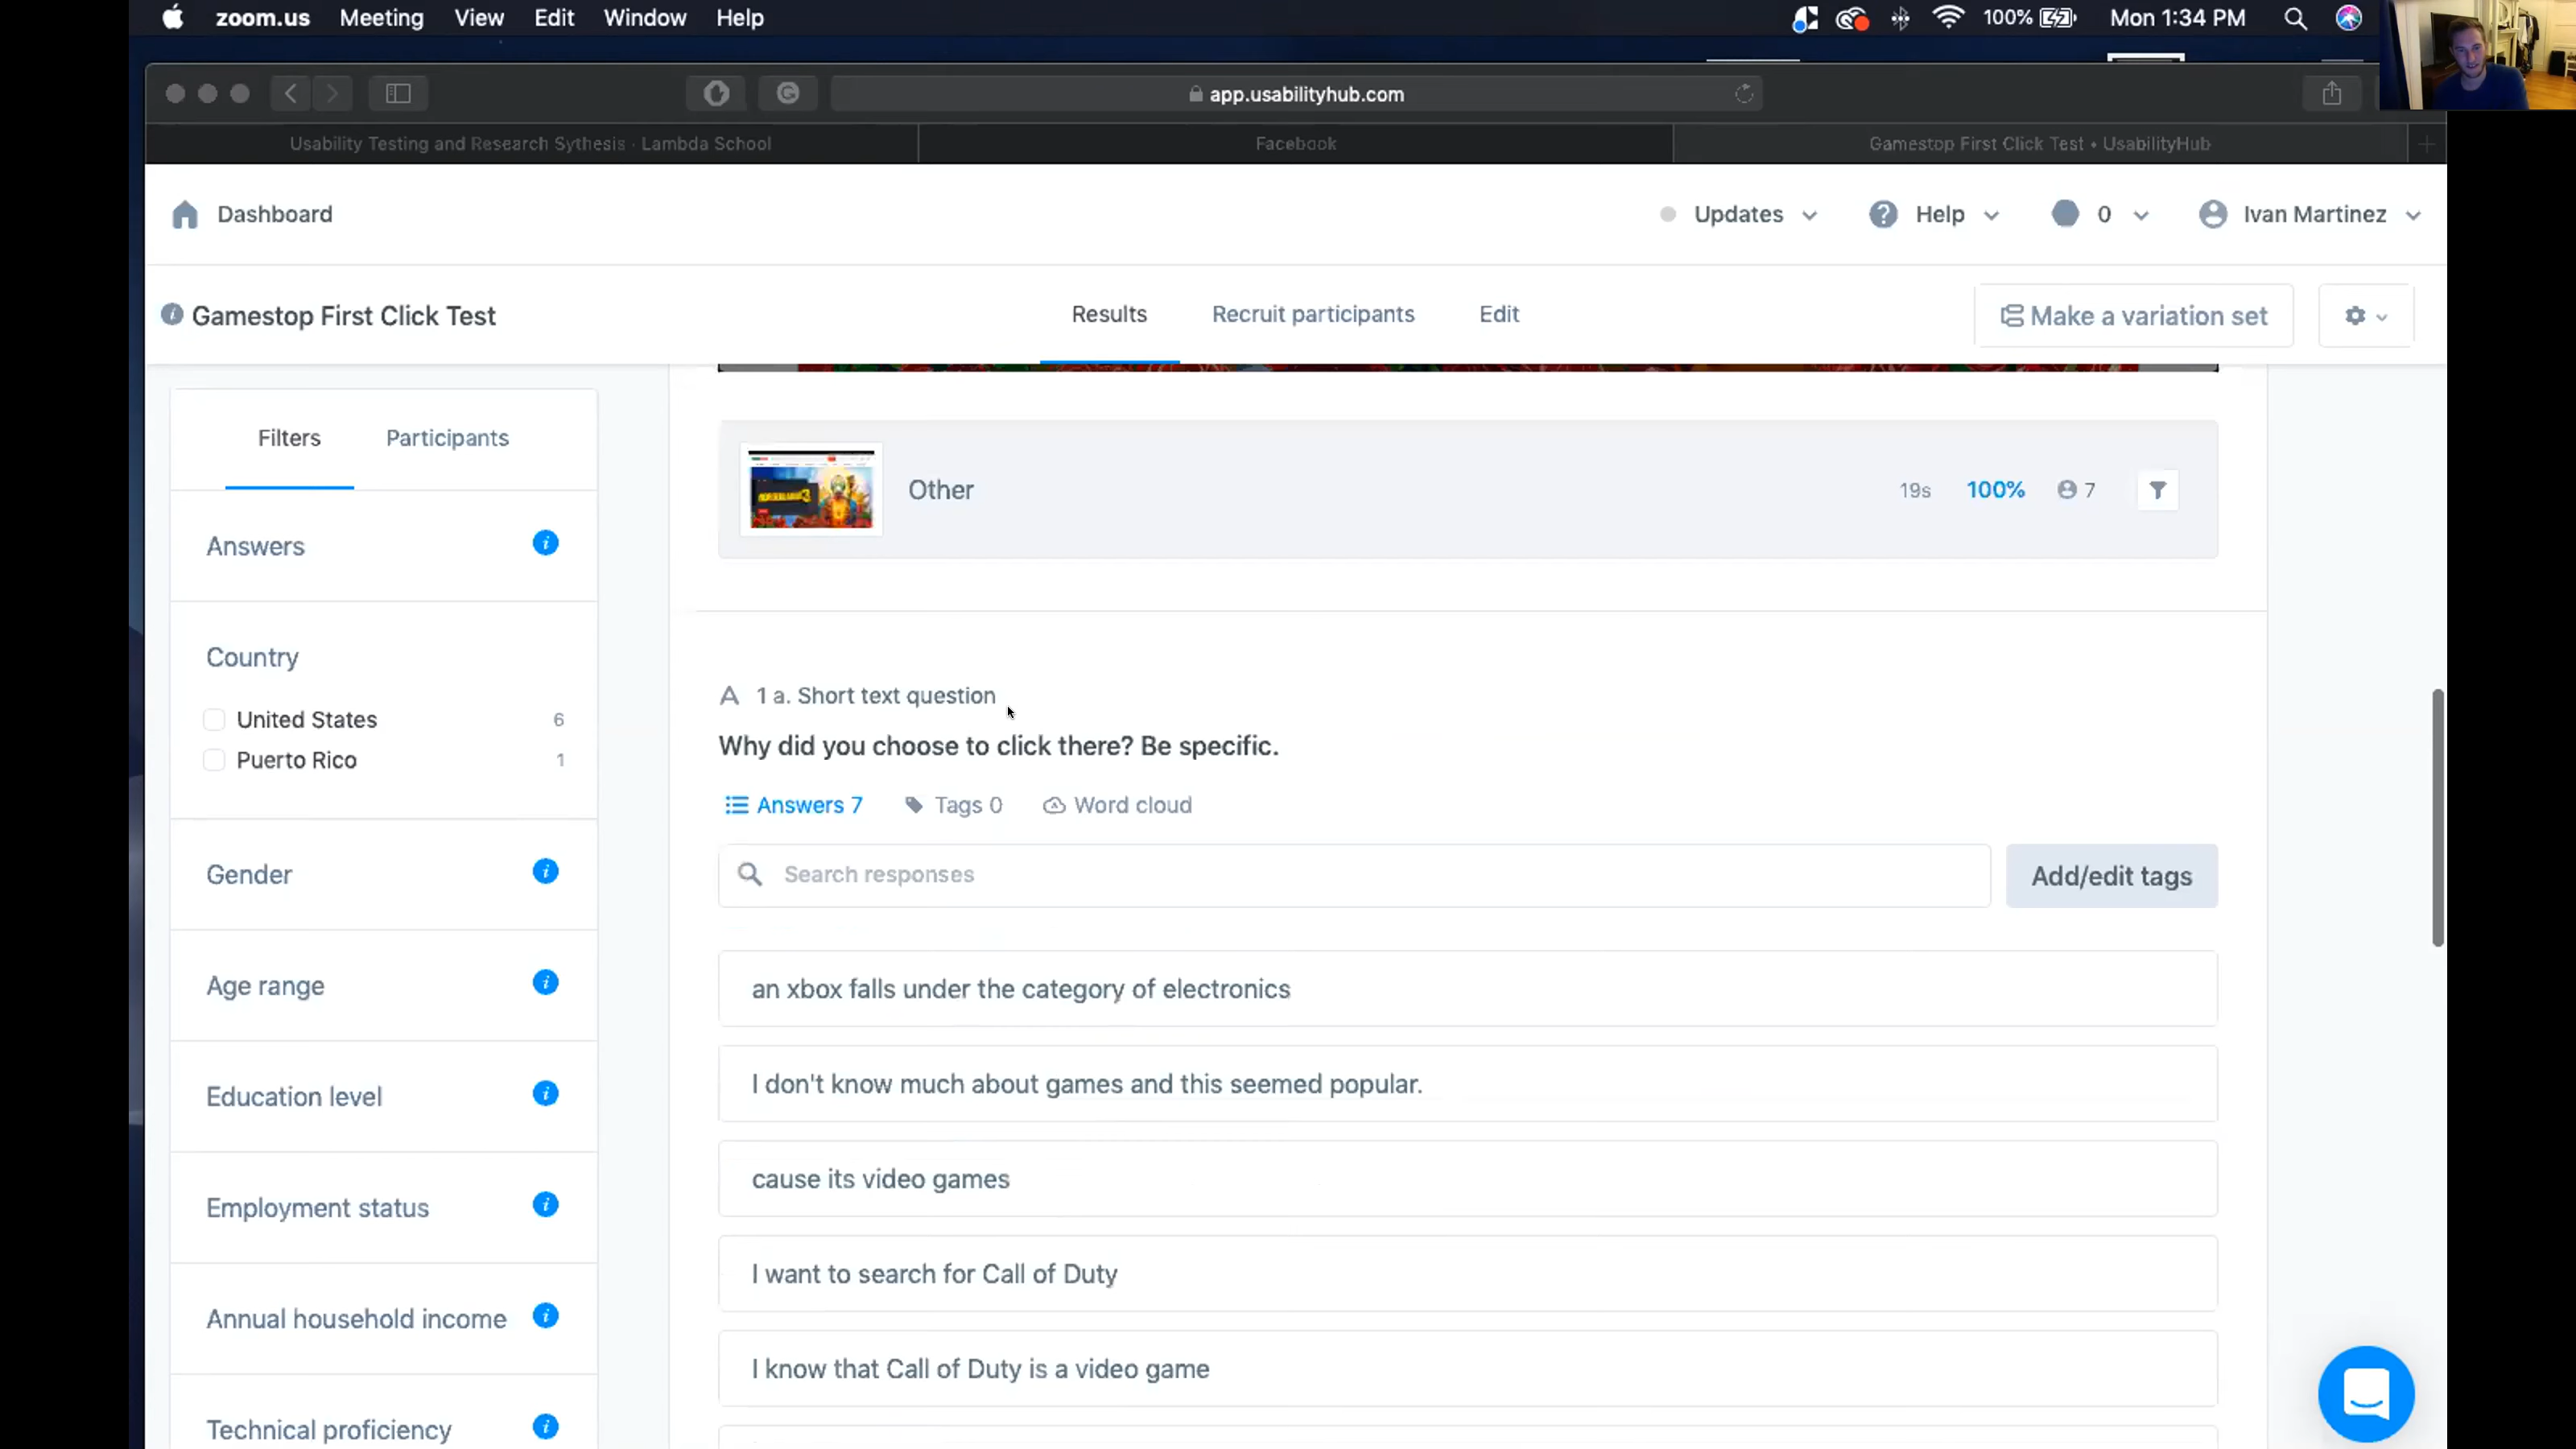 zoom.us Meeting View Edit Window Help 100% Mon 1:34 PM
app.usabilityhub.com
Usability Testing and Research Sythesis · Lambda School Facebook Gamestop First Click Test • UsabilityHub
Dashboard Updates Help 0 Ivan Martinez
Gamestop First Click Test Results Recruit participants Edit Make a variation set
Filters Participants
Other 19s 100% 7
Answers
Country
United States 6
Puerto Rico 1
Gender
Age range
Education level
Employment status
Annual household income
Technical proficiency
1 a. Short text question
Why did you choose to click there? Be specific.
Answers 7 Tags 0 Word cloud
Search responses Add/edit tags
an xbox falls under the category of electronics
I don't know much about games and this seemed popular.
cause its video games
I want to search for Call of Duty
I know that Call of Duty is a video game